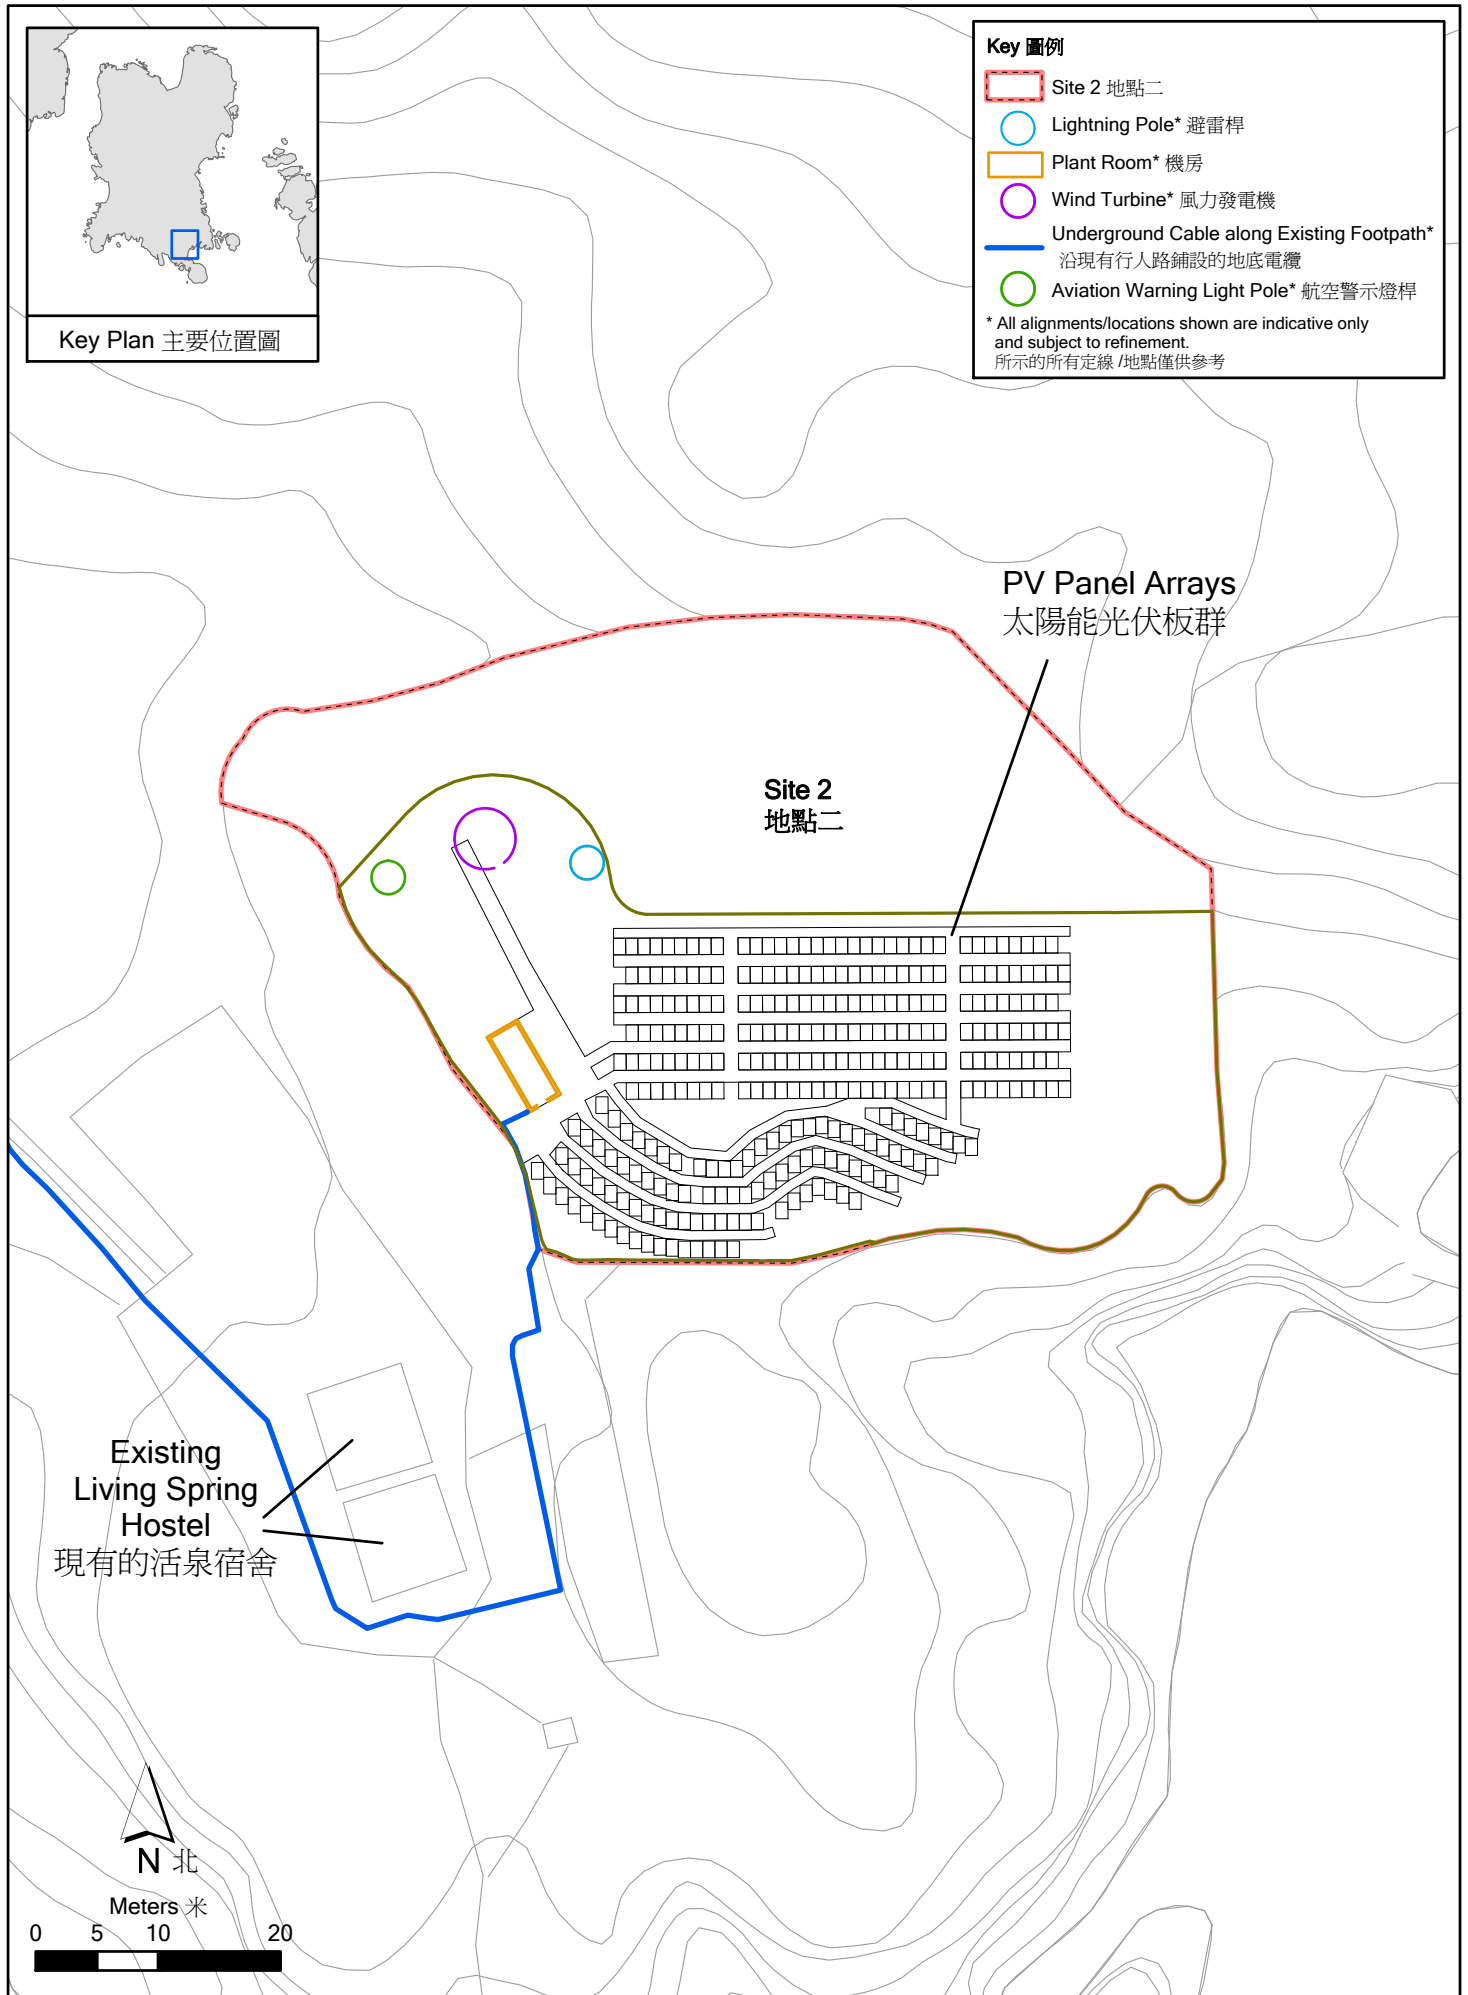 Key Plan 主要位置圖
Key 圖例
Site 2 地點二
Lightning Pole* 避雷桿
Plant Room* 機房
Wind Turbine* 風力發電機
Underground Cable along Existing Footpath*
沿現有行人路鋪設的地底電纜
Aviation Warning Light Pole* 航空警示燈桿
* All alignments/locations shown are indicative only
and subject to refinement.
所示的所有定線 /地點僅供參考
PV Panel Arrays
太陽能光伏板群
Site 2
地點二
Existing
Living Spring
Hostel
現有的活泉宿舍
N 北
Meters 米
0 5 10 20